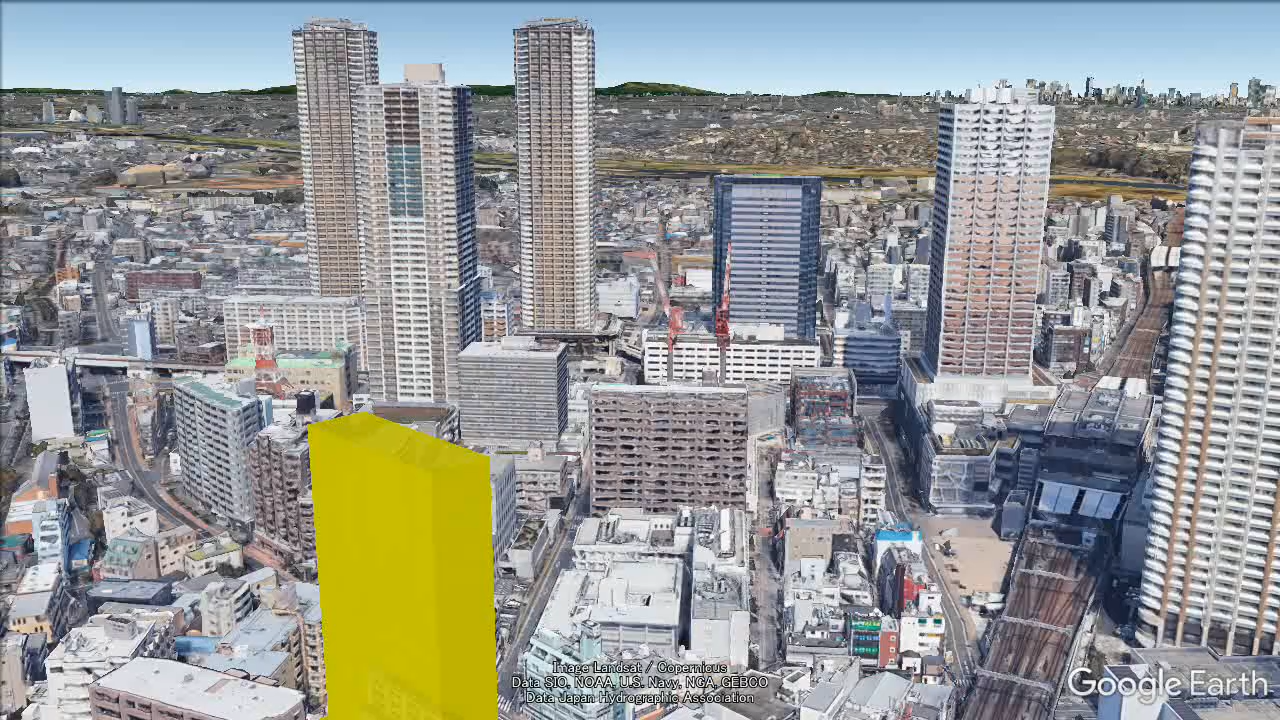 Image Landsat / Copernicus
Data SIO, NOAA, U.S. Navy, NGA, GEBCO
Data Japan Hydrographic Association
Google Earth